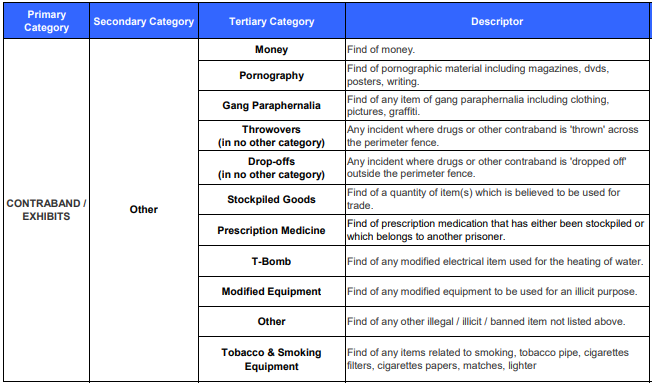 Primary Category Secondary Category Tertiary Category Descriptor
Money Find of money.
Pornography Find of pornographic material including magazines, dvds,
posters, writing.
Gang Paraphernalia Find of any item of gang paraphernalia including clothing,
pictures, graffiti.
Throwovers Any incident where drugs or other contraband is 'thrown' across
(in no other category) the perimeter fence.
Drop-offs Any incident where drugs or other contraband is 'dropped off'
(in no other category) outside the perimeter fence.
CONTRABAND / EXHIBITS Other Stockpiled Goods Find of a quantity of item(s) which is believed to be used for
trade.
Prescription Medicine Find of prescription medication that has either been stockpiled or
which belongs to another prisoner.
T-Bomb Find of any modified electrical item used for the heating of water.
Modified Equipment Find of any modified equipment to be used for an illicit purpose.
Other Find of any other illegal / illicit / banned item not listed above.
Tobacco & Smoking Find of any items related to smoking, tobacco pipe, cigarettes
Equipment filters, cigarettes papers, matches, lighter